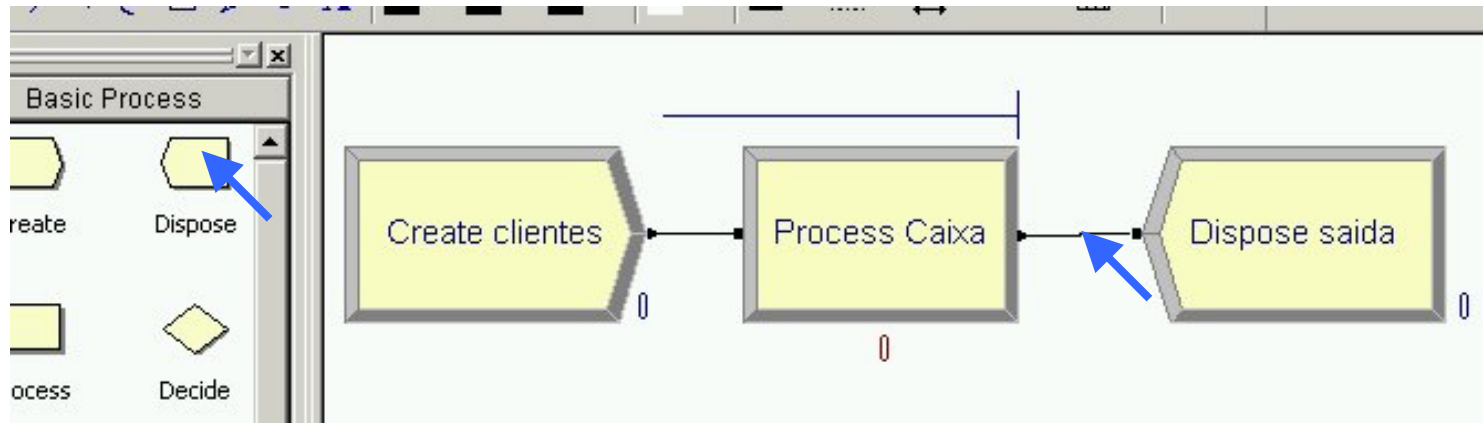 Basic Process
reate
Dispose
ocess
Decide
Create clientes
0
Process Caixa
0
Dispose saida
0